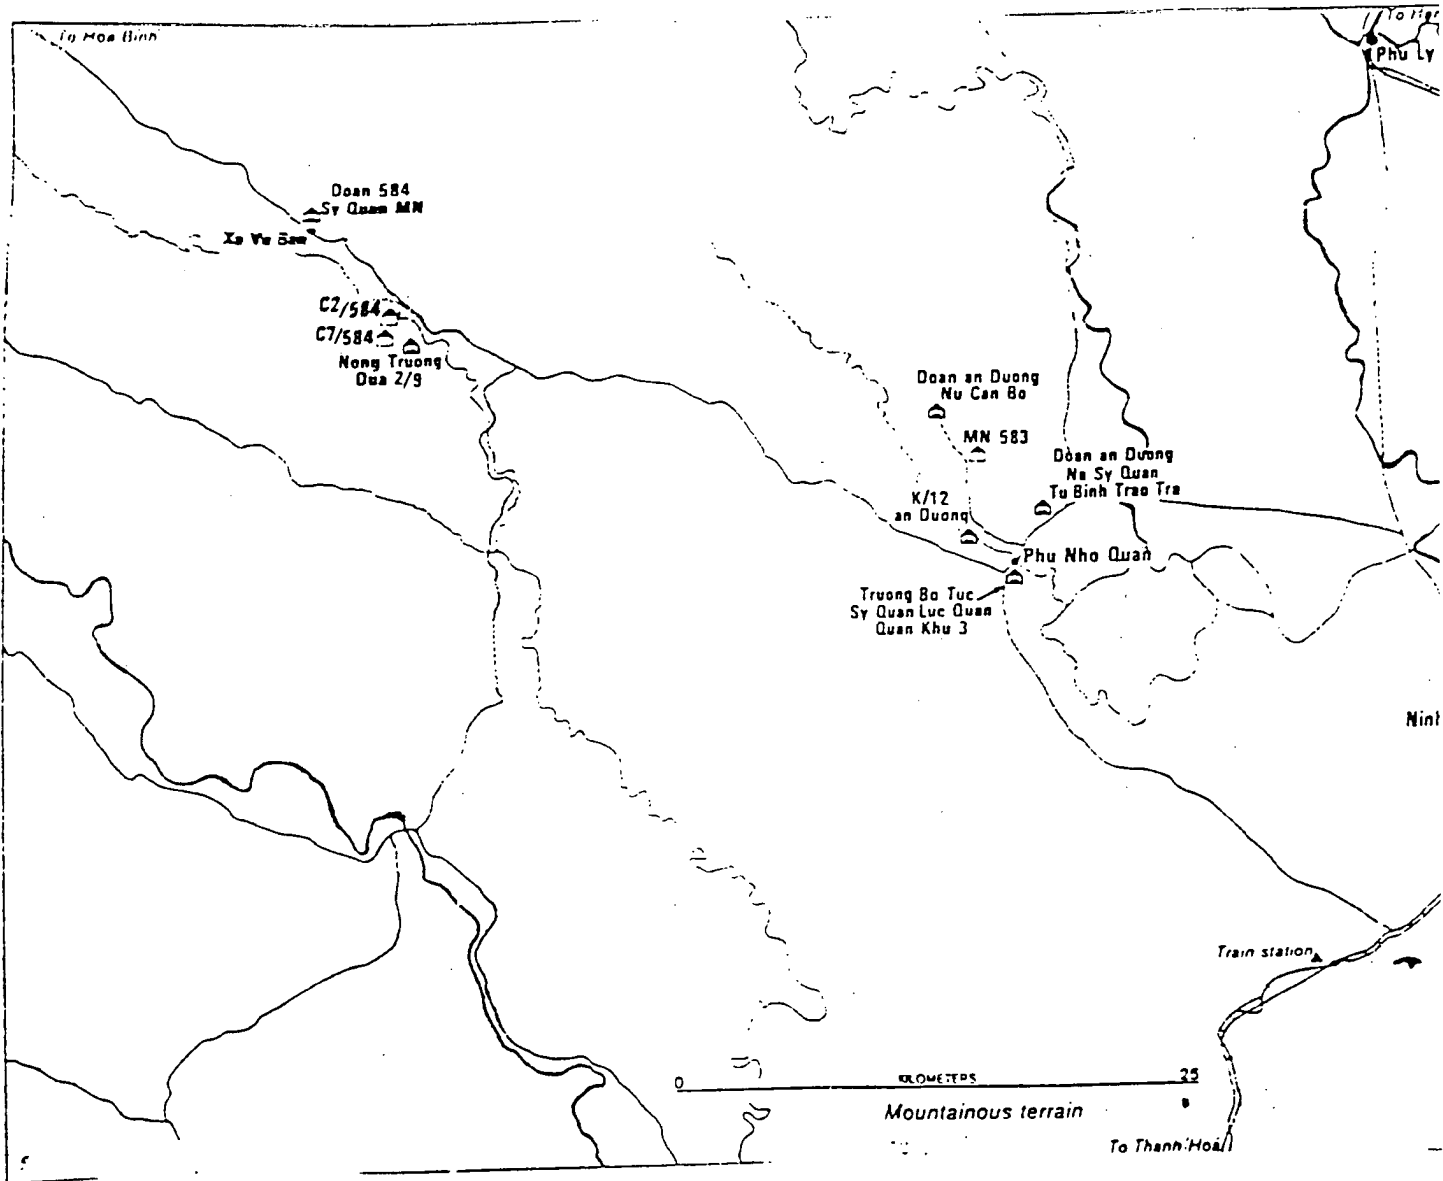 To Hoa Binh
Phu Ly
Doan 584
Sy Quan MN
C2/584
C7/584
Nong Truong
Dua 2/9
Doan an Duong
Nu Can Bo
MN 583
Doan an Duong
Na Sy Quan
Tu Binh Trao Tra
K/12
an Duong
Phu Nho Quan
Truong Bo Tuc
Sy Quan Luc Quan
Quan Khu 3
Ninh
Train station
0 KILOMETERS 25
Mountainous terrain
To Thanh Hoa